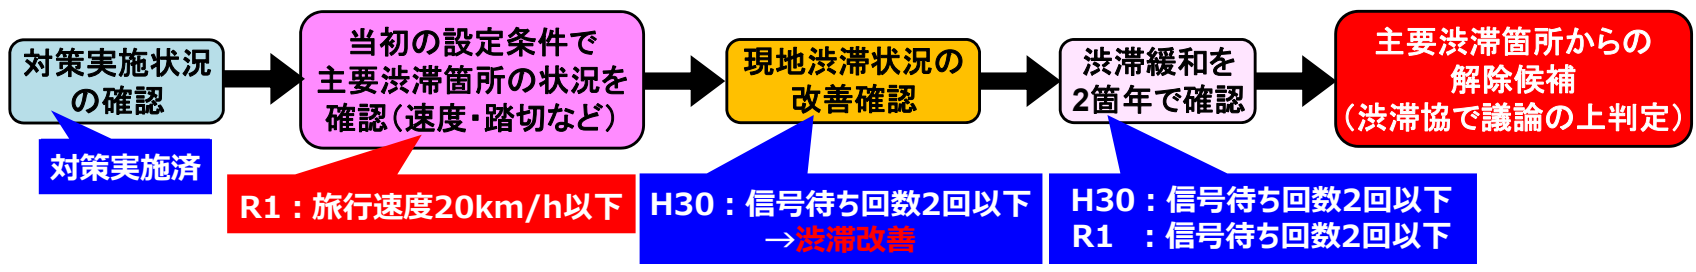 対策実施状況
の確認
当初の設定条件で
主要渋滞箇所の状況を
確認（速度・踏切など）
現地渋滞状況の
改善確認
渋滞緩和を
2箇年で確認
主要渋滞箇所からの
解除候補
（渋滞協で議論の上判定）
対策実施済
R1：旅行速度20km/h以下
H30：信号待ち回数2回以下
→渋滞改善
H30：信号待ち回数2回以下
R1　：信号待ち回数2回以下